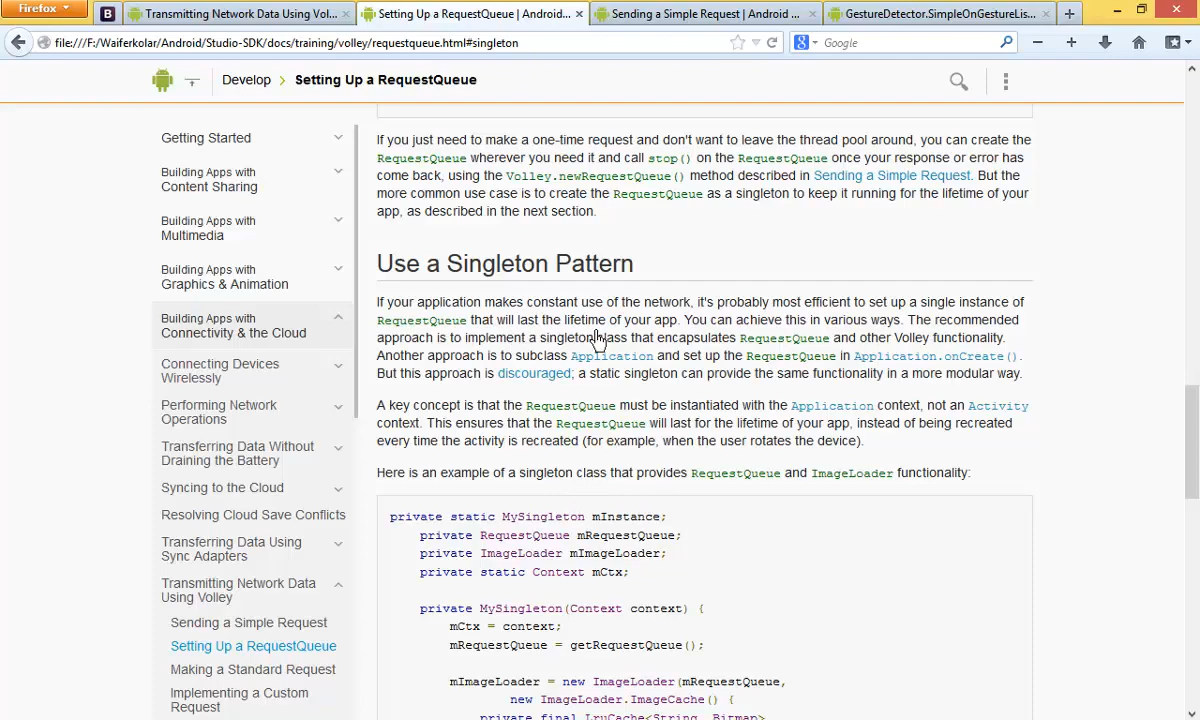 Firefox
B
Transmitting Network Data Using Vol...
Setting Up a RequestQueue | Android...
Sending a Simple Request | Android ...
GestureDetector.SimpleOnGestureLis...
file:///F:/Waiferkolar/Android/Studio-SDK/docs/training/volley/requestqueue.html#singleton
Google
Develop > Setting Up a RequestQueue
Getting Started
Building Apps with
Content Sharing
Building Apps with
Multimedia
Building Apps with
Graphics & Animation
Building Apps with
Connectivity & the Cloud
Connecting Devices
Wirelessly
Performing Network
Operations
Transferring Data Without
Draining the Battery
Syncing to the Cloud
Resolving Cloud Save Conflicts
Transferring Data Using
Sync Adapters
Transmitting Network Data
Using Volley
Sending a Simple Request
Setting Up a RequestQueue
Making a Standard Request
Implementing a Custom
Request
If you just need to make a one-time request and don't want to leave the thread pool around, you can create the
RequestQueue wherever you need it and call stop() on the RequestQueue once your response or error has
come back, using the Volley.newRequestQueue() method described in Sending a Simple Request. But the
more common use case is to create the RequestQueue as a singleton to keep it running for the lifetime of your
app, as described in the next section.
Use a Singleton Pattern
If your application makes constant use of the network, it's probably most efficient to set up a single instance of
RequestQueue that will last the lifetime of your app. You can achieve this in various ways. The recommended
approach is to implement a singleton class that encapsulates RequestQueue and other Volley functionality.
Another approach is to subclass Application and set up the RequestQueue in Application.onCreate().
But this approach is discouraged; a static singleton can provide the same functionality in a more modular way.
A key concept is that the RequestQueue must be instantiated with the Application context, not an Activity
context. This ensures that the RequestQueue will last for the lifetime of your app, instead of being recreated
every time the activity is recreated (for example, when the user rotates the device).
Here is an example of a singleton class that provides RequestQueue and ImageLoader functionality:
private static MySingleton mInstance;
private RequestQueue mRequestQueue;
private ImageLoader mImageLoader;
private static Context mCtx;
private MySingleton(Context context) {
mCtx = context;
mRequestQueue = getRequestQueue();
mImageLoader = new ImageLoader(mRequestQueue,
new ImageLoader.ImageCache() {
private final LruCache<String, Bitmap>